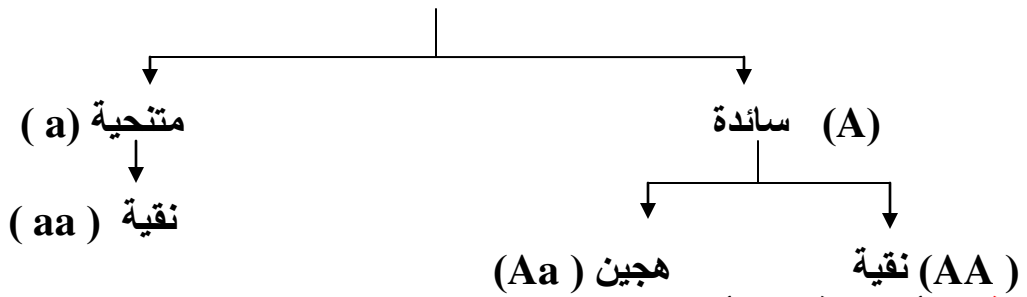 (A) سائدة
متنحية (a )
نقية ( aa )
( AA) نقية
هجين ( Aa)